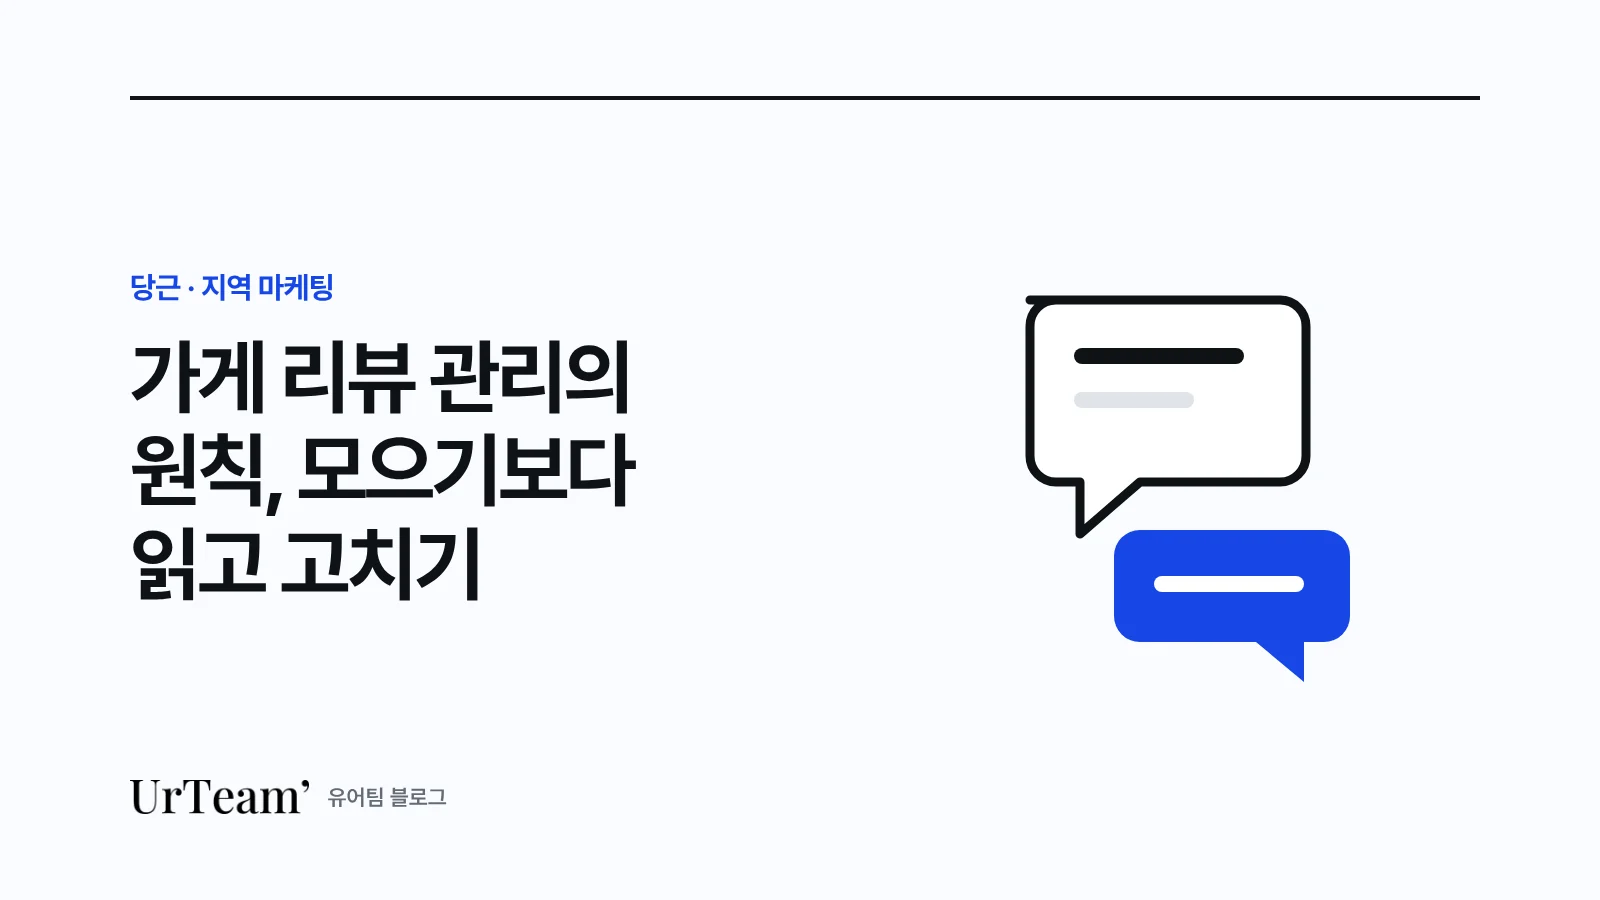 당근 · 지역 마케팅
가게 리뷰 관리의
원칙, 모으기보다
읽고 고치기
UrTeam’ 유어팀 블로그